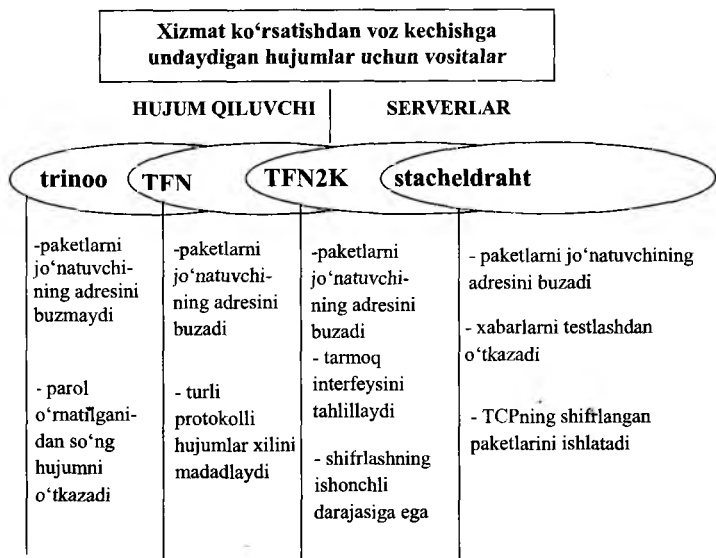 Xizmat ko‘rsatishdan voz kechishga
undaydigan hujumlar uchun vositalar
HUJUM QILUVCHI
SERVERLAR
trinoo
TFN
TFN2K
stacheldraht
-paketlarni
jo‘natuvchi-
ning adresini
buzmaydi
- parol
o‘rnatilgani-
dan so‘ng
hujumni
o‘tkazadi
-paketlarni
jo‘natuvchi-
ning adresini
buzadi
- turli
protokolli
hujumlar xilini
madadlaydi
-paketlarni
jo‘natuvchi-
ning adresini
buzadi
- tarmoq
interfeysini
tahlillaydi
- shifrlashning
ishonchli
darajasiga ega
- paketlarni jo‘natuvchining
adresini buzadi
- xabarlarni testlashdan
o‘tkazadi
- TCPning shifrlangan
paketlarini ishlatadi